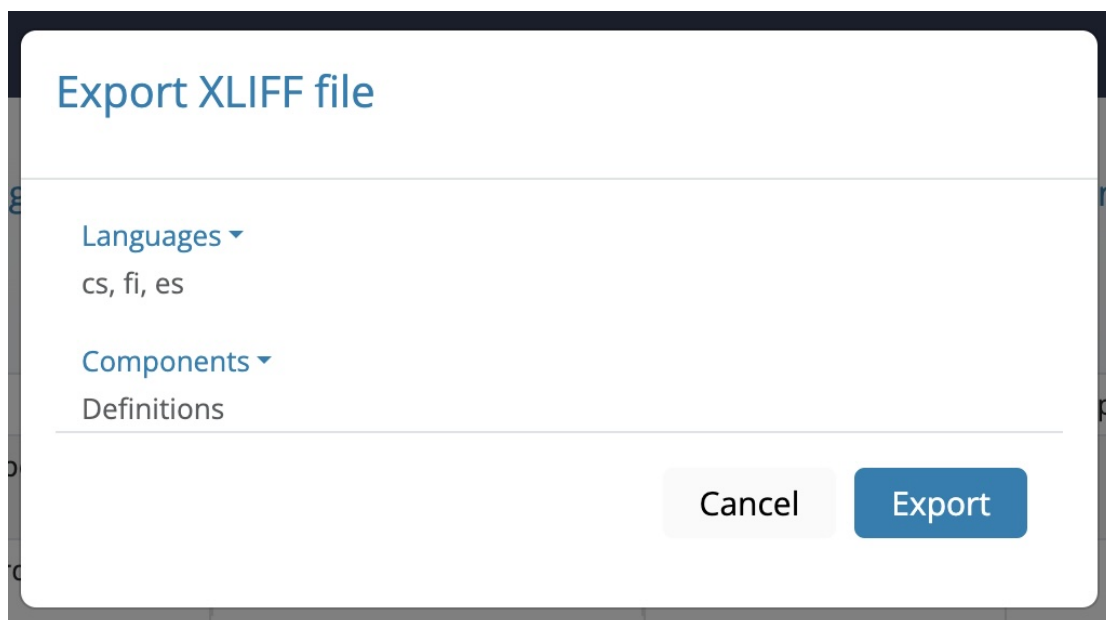 Export XLIFF file
Languages
cs, fi, es
Components
Definitions
Cancel Export